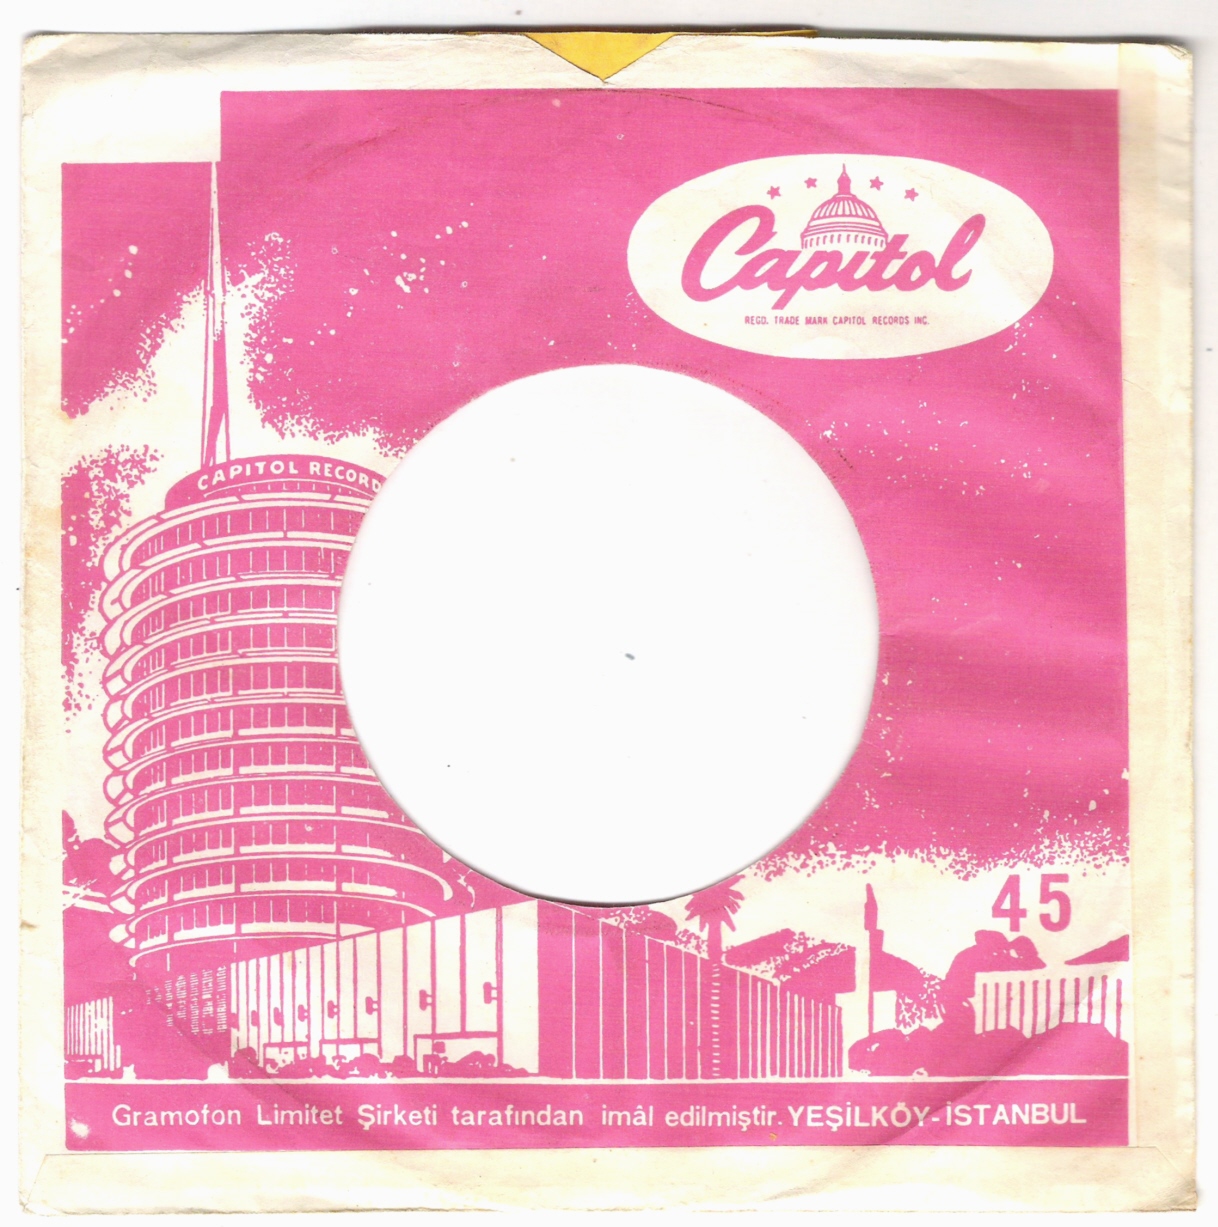 Capitol
REGD. TRADE MARK CAPITOL RECORDS INC.
CAPITOL RECORD
45
Gramofon Limitet Şirketi tarafından imâl edilmiştir. YEŞİLKÖY-İSTANBUL